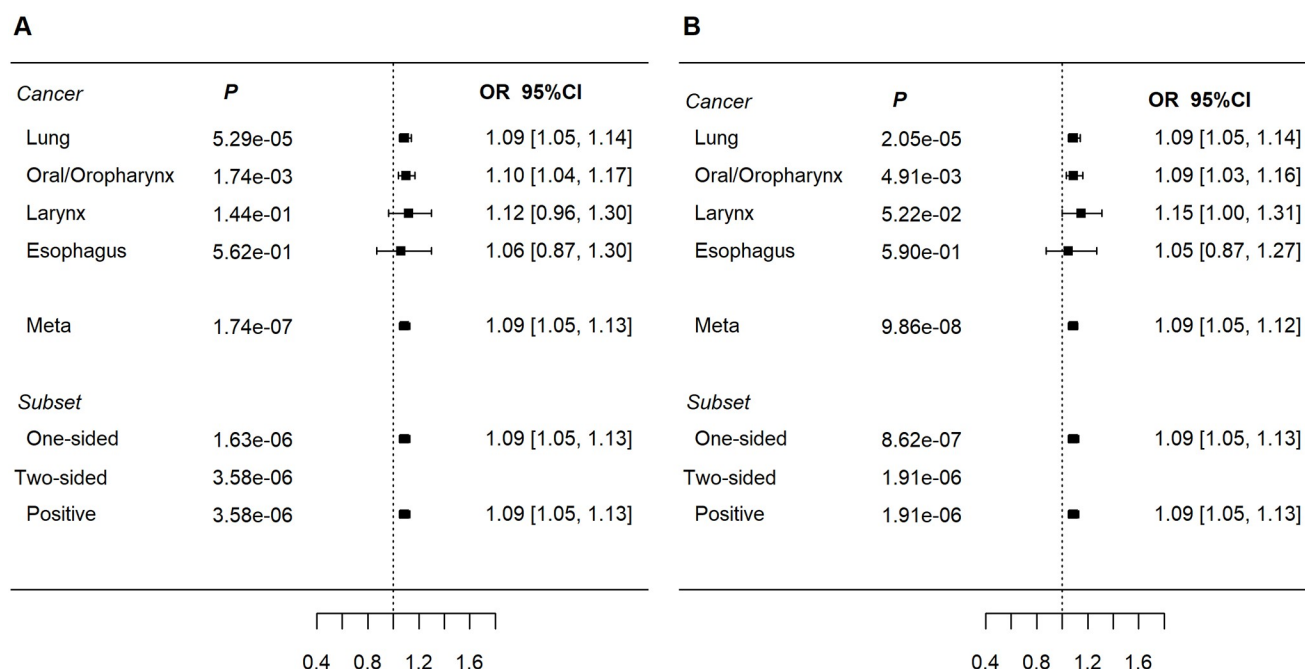 A
Cancer P OR 95%CI
Lung 5.29e-05 1.09 [1.05, 1.14]
Oral/Oropharynx 1.74e-03 1.10 [1.04, 1.17]
Larynx 1.44e-01 1.12 [0.96, 1.30]
Esophagus 5.62e-01 1.06 [0.87, 1.30]
Meta 1.74e-07 1.09 [1.05, 1.13]
Subset
One-sided 1.63e-06 1.09 [1.05, 1.13]
Two-sided 3.58e-06
Positive 3.58e-06 1.09 [1.05, 1.13]
0.4 0.8 1.2 1.6
B
Cancer P OR 95%CI
Lung 2.05e-05 1.09 [1.05, 1.14]
Oral/Oropharynx 4.91e-03 1.09 [1.03, 1.16]
Larynx 5.22e-02 1.15 [1.00, 1.31]
Esophagus 5.90e-01 1.05 [0.87, 1.27]
Meta 9.86e-08 1.09 [1.05, 1.12]
Subset
One-sided 8.62e-07 1.09 [1.05, 1.13]
Two-sided 1.91e-06
Positive 1.91e-06 1.09 [1.05, 1.13]
0.4 0.8 1.2 1.6